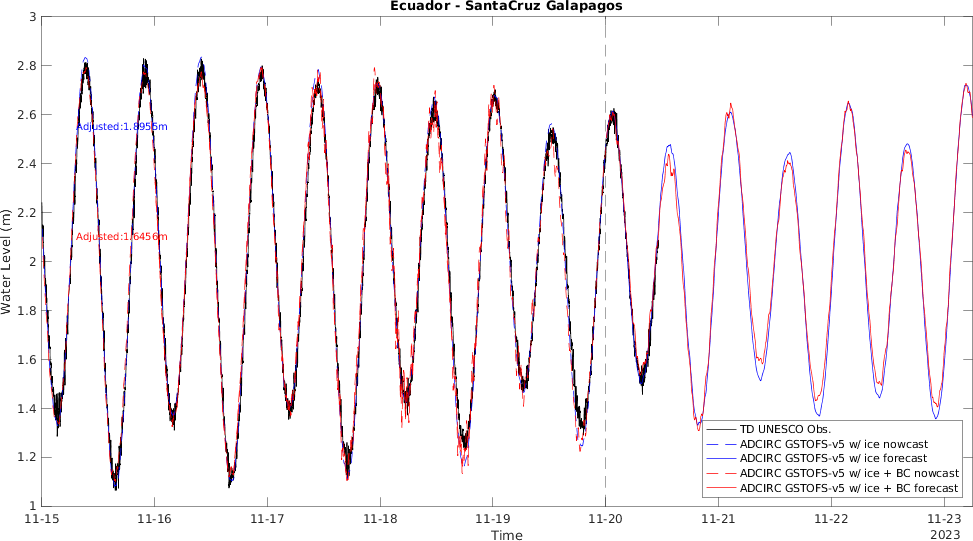 Ecuador - SantaCruz Galapagos
3
2.8
2.6
2.4
2.2
2
1.8
1.6
1.4
1.2
1
Water Level (m)
Adjusted:1.8955m
Adjusted:1.6456m
TD UNESCO Obs.
ADCIRC GSTOFS-v5 w/ ice nowcast
ADCIRC GSTOFS-v5 w/ ice forecast
ADCIRC GSTOFS-v5 w/ ice + BC nowcast
ADCIRC GSTOFS-v5 w/ ice + BC forecast
11-15 11-16 11-17 11-18 11-19 11-20 11-21 11-22 11-23
Time
2023